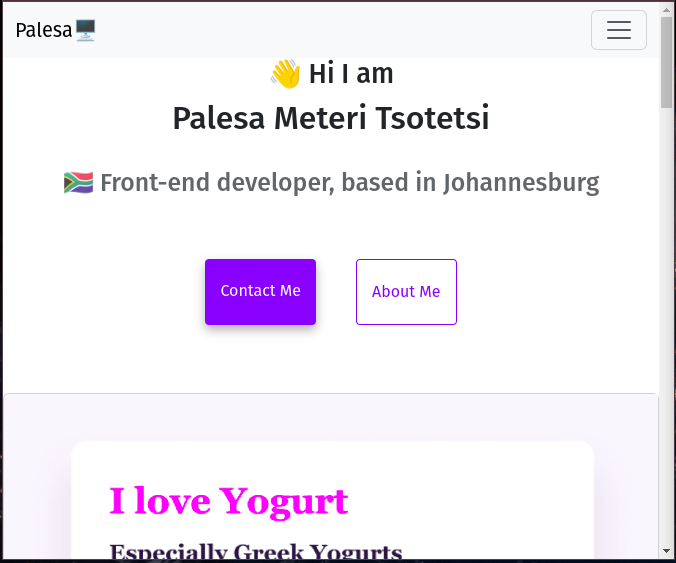 Palesa🖥️
👋 Hi I am
Palesa Meteri Tsotetsi
🇿🇦 Front-end developer, based in Johannesburg
Contact Me
About Me
I love Yogurt
Especially Greek Yogurts